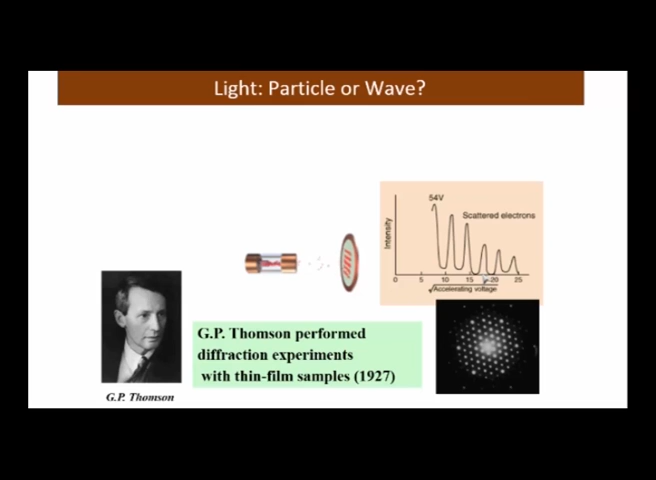 Light: Particle or Wave?
54V
Scattered electrons
Intensity
0 5 10 15 20 25
√Accelerating voltage
G.P. Thomson performed
diffraction experiments
with thin-film samples (1927)
G.P. Thomson